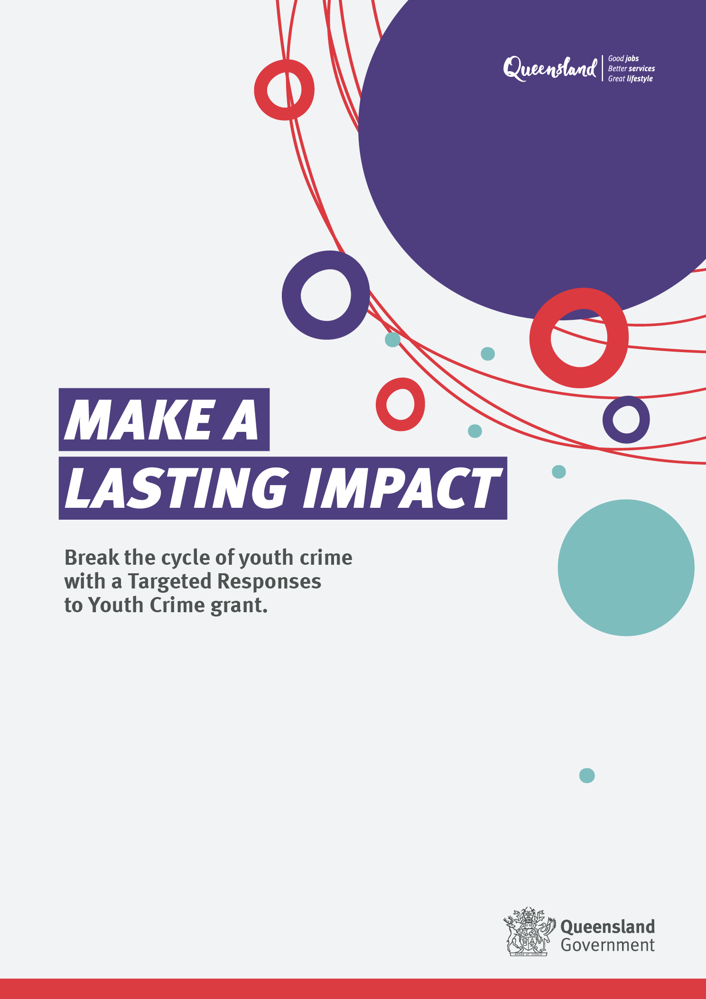 Queensland
Good jobs
Better services
Great lifestyle
MAKE A
LASTING IMPACT
Break the cycle of youth crime
with a Targeted Responses
to Youth Crime grant.
AUDAX AT FIDELIS
Queensland
Government